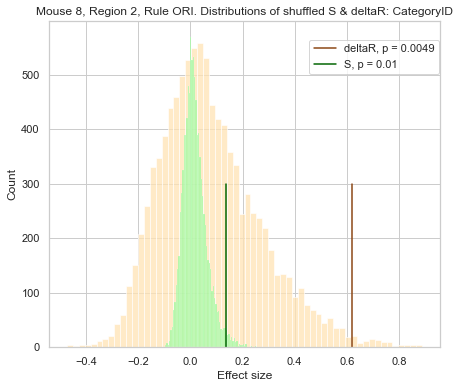 Mouse 8, Region 2, Rule ORI. Distributions of shuffled S & deltaR: CategoryID
deltaR, p = 0.0049
S, p = 0.01
500
400
300
200
100
0
Count
−0.4 −0.2 0.0 0.2 0.4 0.6 0.8
Effect size